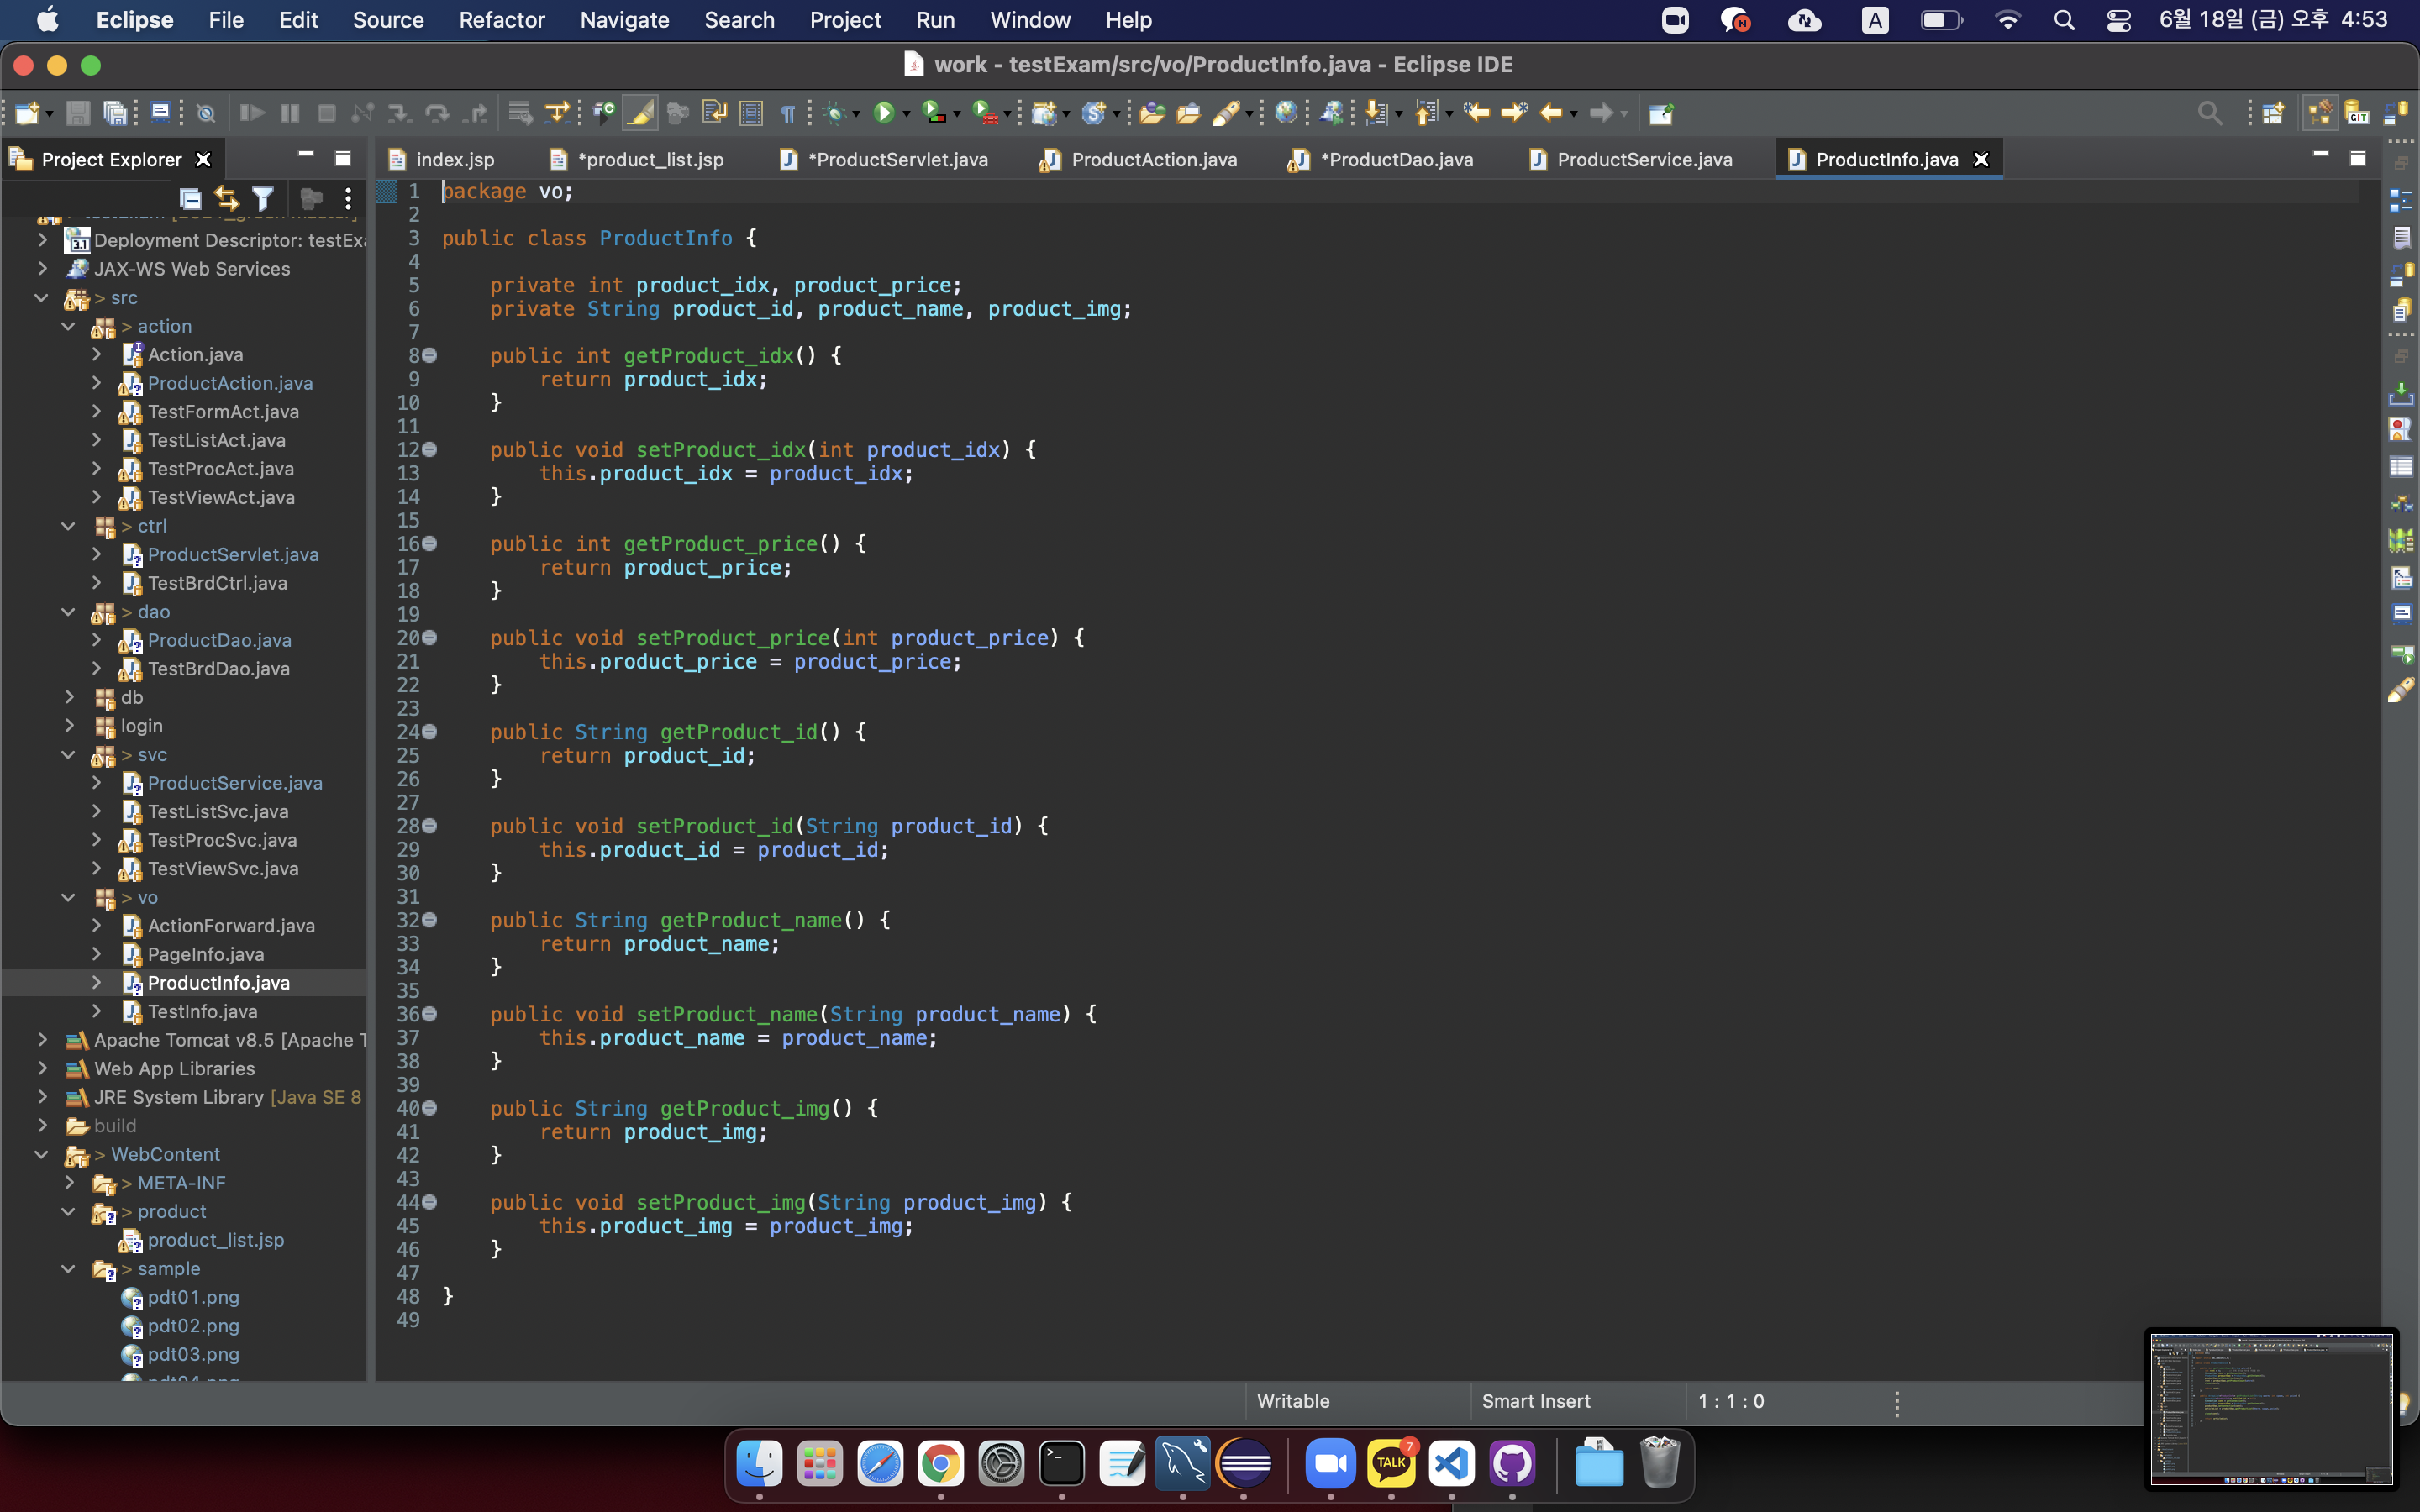 Eclipse File Edit Source Refactor Navigate Search Project Run Window Help
A 6월 18일 (금) 오후 4:53
work - testExam/src/vo/ProductInfo.java - Eclipse IDE
GIT
Project Explorer
index.jsp *product_list.jsp *ProductServlet.java ProductAction.java *ProductDao.java ProductService.java ProductInfo.java
Deployment Descriptor: testExa
JAX-WS Web Services
> src
> action
Action.java
ProductAction.java
TestFormAct.java
TestListAct.java
TestProcAct.java
TestViewAct.java
> ctrl
ProductServlet.java
TestBrdCtrl.java
> dao
ProductDao.java
TestBrdDao.java
db
login
> svc
ProductService.java
TestListSvc.java
TestProcSvc.java
TestViewSvc.java
> vo
ActionForward.java
PageInfo.java
ProductInfo.java
TestInfo.java
Apache Tomcat v8.5 [Apache T
Web App Libraries
JRE System Library [Java SE 8
build
> WebContent
> META-INF
> product
product_list.jsp
> sample
pdt01.png
pdt02.png
pdt03.png
1 package vo;
2
3 public class ProductInfo {
4
5 private int product_idx, product_price;
6 private String product_id, product_name, product_img;
7
8 public int getProduct_idx() {
9 return product_idx;
10 }
11
12 public void setProduct_idx(int product_idx) {
13 this.product_idx = product_idx;
14 }
15
16 public int getProduct_price() {
17 return product_price;
18 }
19
20 public void setProduct_price(int product_price) {
21 this.product_price = product_price;
22 }
23
24 public String getProduct_id() {
25 return product_id;
26 }
27
28 public void setProduct_id(String product_id) {
29 this.product_id = product_id;
30 }
31
32 public String getProduct_name() {
33 return product_name;
34 }
35
36 public void setProduct_name(String product_name) {
37 this.product_name = product_name;
38 }
39
40 public String getProduct_img() {
41 return product_img;
42 }
43
44 public void setProduct_img(String product_img) {
45 this.product_img = product_img;
46 }
47
48 }
49
Writable Smart Insert 1 : 1 : 0
TALK 7